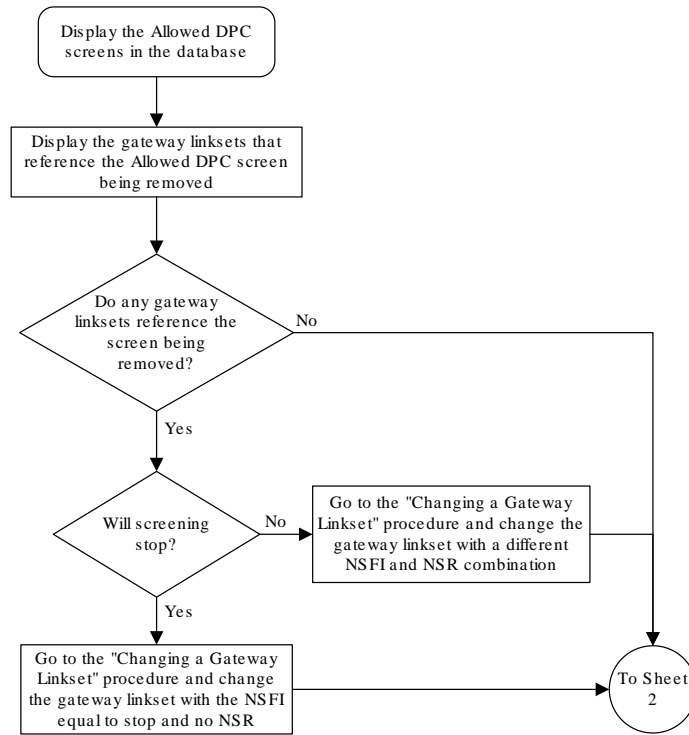 Display the Allowed DPC
screens in the database
Display the gateway linksets that
reference the Allowed DPC screen
being removed
Do any gateway
linksets reference the
screen being
removed?
No
Yes
Will screening
stop?
No
Go to the "Changing a Gateway
Linkset" procedure and change the
gateway linkset with a different
NSFI and NSR combination
Yes
Go to the "Changing a Gateway
Linkset" procedure and change
the gateway linkset with the NSFI
equal to stop and no NSR
To Sheet
2